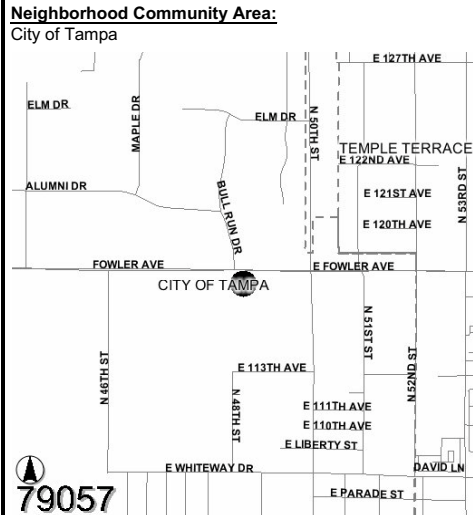 Neighborhood Community Area:
City of Tampa
E 127TH AVE
ELM DR
MAPLE DR
ELM DR
N 50TH ST
TEMPLE TERRACE
E 122ND AVE
N 53RD ST
ALUMNI DR
BULL RUN DR
E 121ST AVE
E 120TH AVE
FOWLER AVE
E FOWLER AVE
CITY OF TAMPA
N 51ST ST
N 46TH ST
N 52ND ST
E 113TH AVE
N 48TH ST
E 111TH AVE
E 110TH AVE
E LIBERTY ST
E WHITEWAY DR
DAVID LN
79057
E PARADE ST